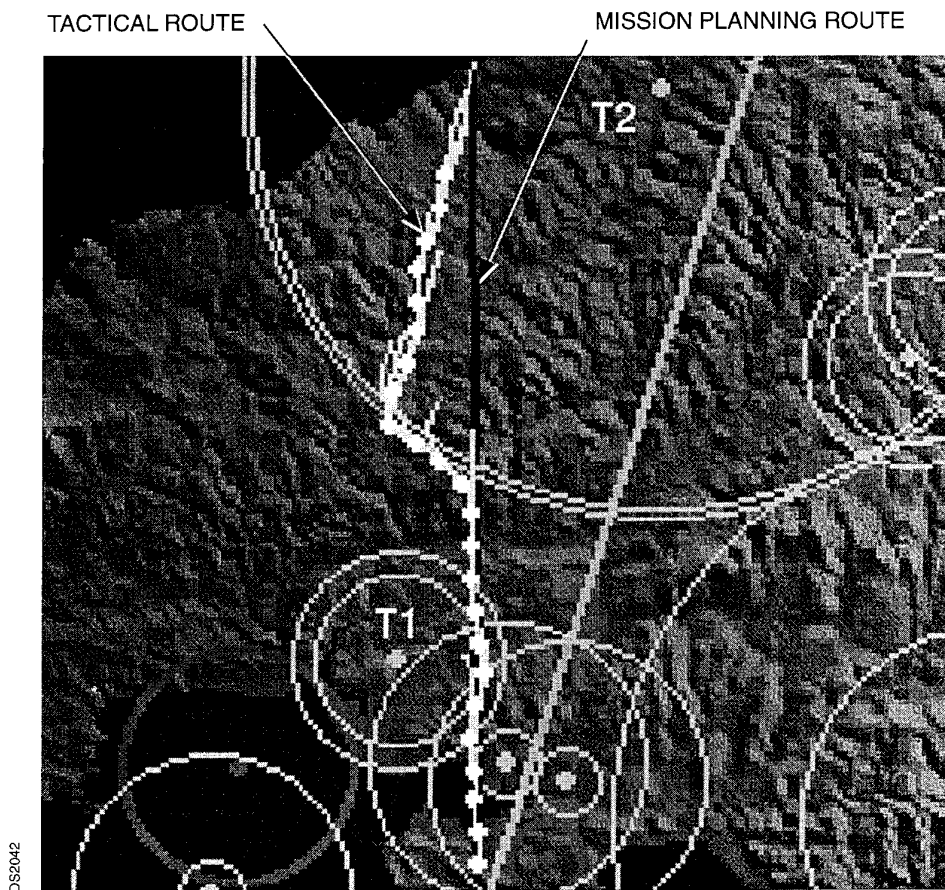 TACTICAL ROUTE
MISSION PLANNING ROUTE
T2
T1
DS2042